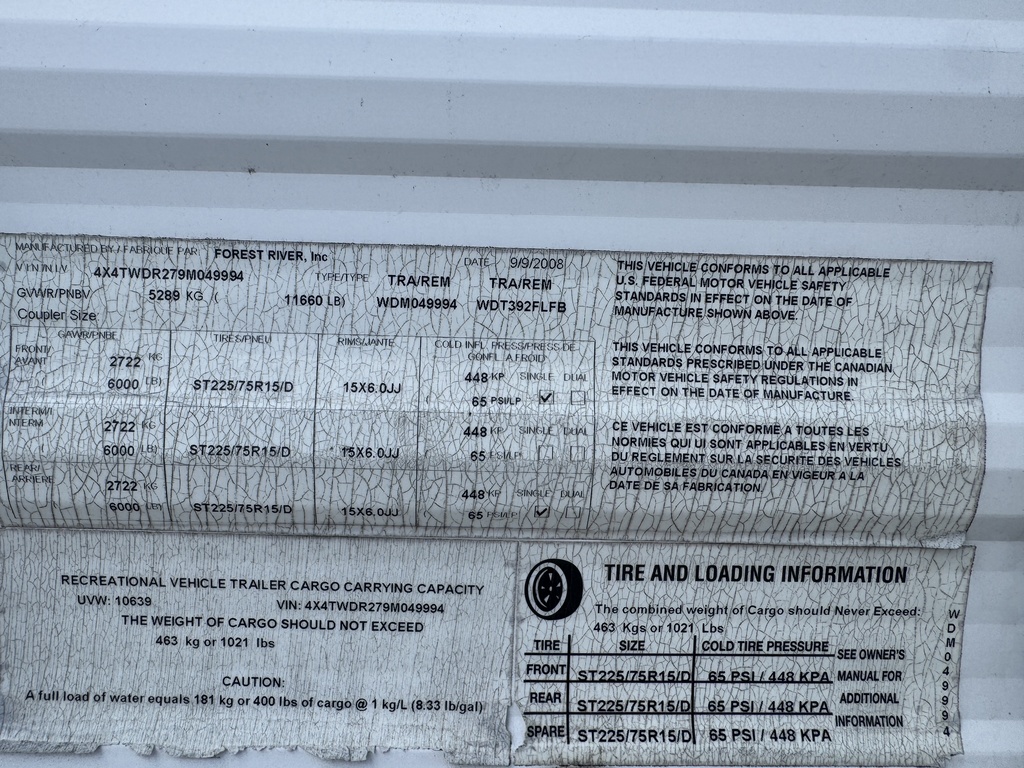 MANUFACTURED BY / FABRIQUE PAR FOREST RIVER, Inc DATE 9/9/2008
V I N /N.I.V 4X4TWDR279M049994 TYPE/TYPE TRA/REM TRA/REM
GVWR/PNBV 5289 KG ( 11660 LB) WDM049994 WDT392FLFB
Coupler Size:
GAWR/PNBE TIRES/PNEU RIMS/JANTE COLD INFL. PRESS/PRESS DE
GONFL. A FROID
FRONT/
AVANT 2722 KG 448 KP SINGLE DUAL
6000 (LB) ST225/75R15/D 15X6.0JJ 65 PSI/LP ✓ ☐
INTERM/I
NTERM 2722 KG 448 KP SINGLE DUAL
6000 (LB) ST225/75R15/D 15X6.0JJ 65 PSI/LP ☐ ☐
REAR/
ARRIERE 2722 KG 448 KP SINGLE DUAL
6000 (LB) ST225/75R15/D 15X6.0JJ 65 PSI/LP ✓ ☐
THIS VEHICLE CONFORMS TO ALL APPLICABLE
U.S. FEDERAL MOTOR VEHICLE SAFETY
STANDARDS IN EFFECT ON THE DATE OF
MANUFACTURE SHOWN ABOVE.
THIS VEHICLE CONFORMS TO ALL APPLICABLE
STANDARDS PRESCRIBED UNDER THE CANADIAN
MOTOR VEHICLE SAFETY REGULATIONS IN
EFFECT ON THE DATE OF MANUFACTURE.
CE VEHICLE EST CONFORME A TOUTES LES
NORMIES QUI UI SONT APPLICABLES EN VERTU
DU REGLEMENT SUR LA SECURITE DES VEHICLES
AUTOMOBILES DU CANADA EN VIGEUR A LA
DATE DE SA FABRICATION.
RECREATIONAL VEHICLE TRAILER CARGO CARRYING CAPACITY
UVW: 10639 VIN: 4X4TWDR279M049994
THE WEIGHT OF CARGO SHOULD NOT EXCEED
463 kg or 1021 lbs
CAUTION:
A full load of water equals 181 kg or 400 lbs of cargo @ 1 kg/L (8.33 lb/gal)
TIRE AND LOADING INFORMATION
The combined weight of Cargo should Never Exceed:
463 Kgs or 1021 Lbs
TIRE SIZE COLD TIRE PRESSURE
FRONT ST225/75R15/D 65 PSI / 448 KPA
REAR ST225/75R15/D 65 PSI / 448 KPA
SPARE ST225/75R15/D 65 PSI / 448 KPA
SEE OWNER'S
MANUAL FOR
ADDITIONAL
INFORMATION
WDM049994